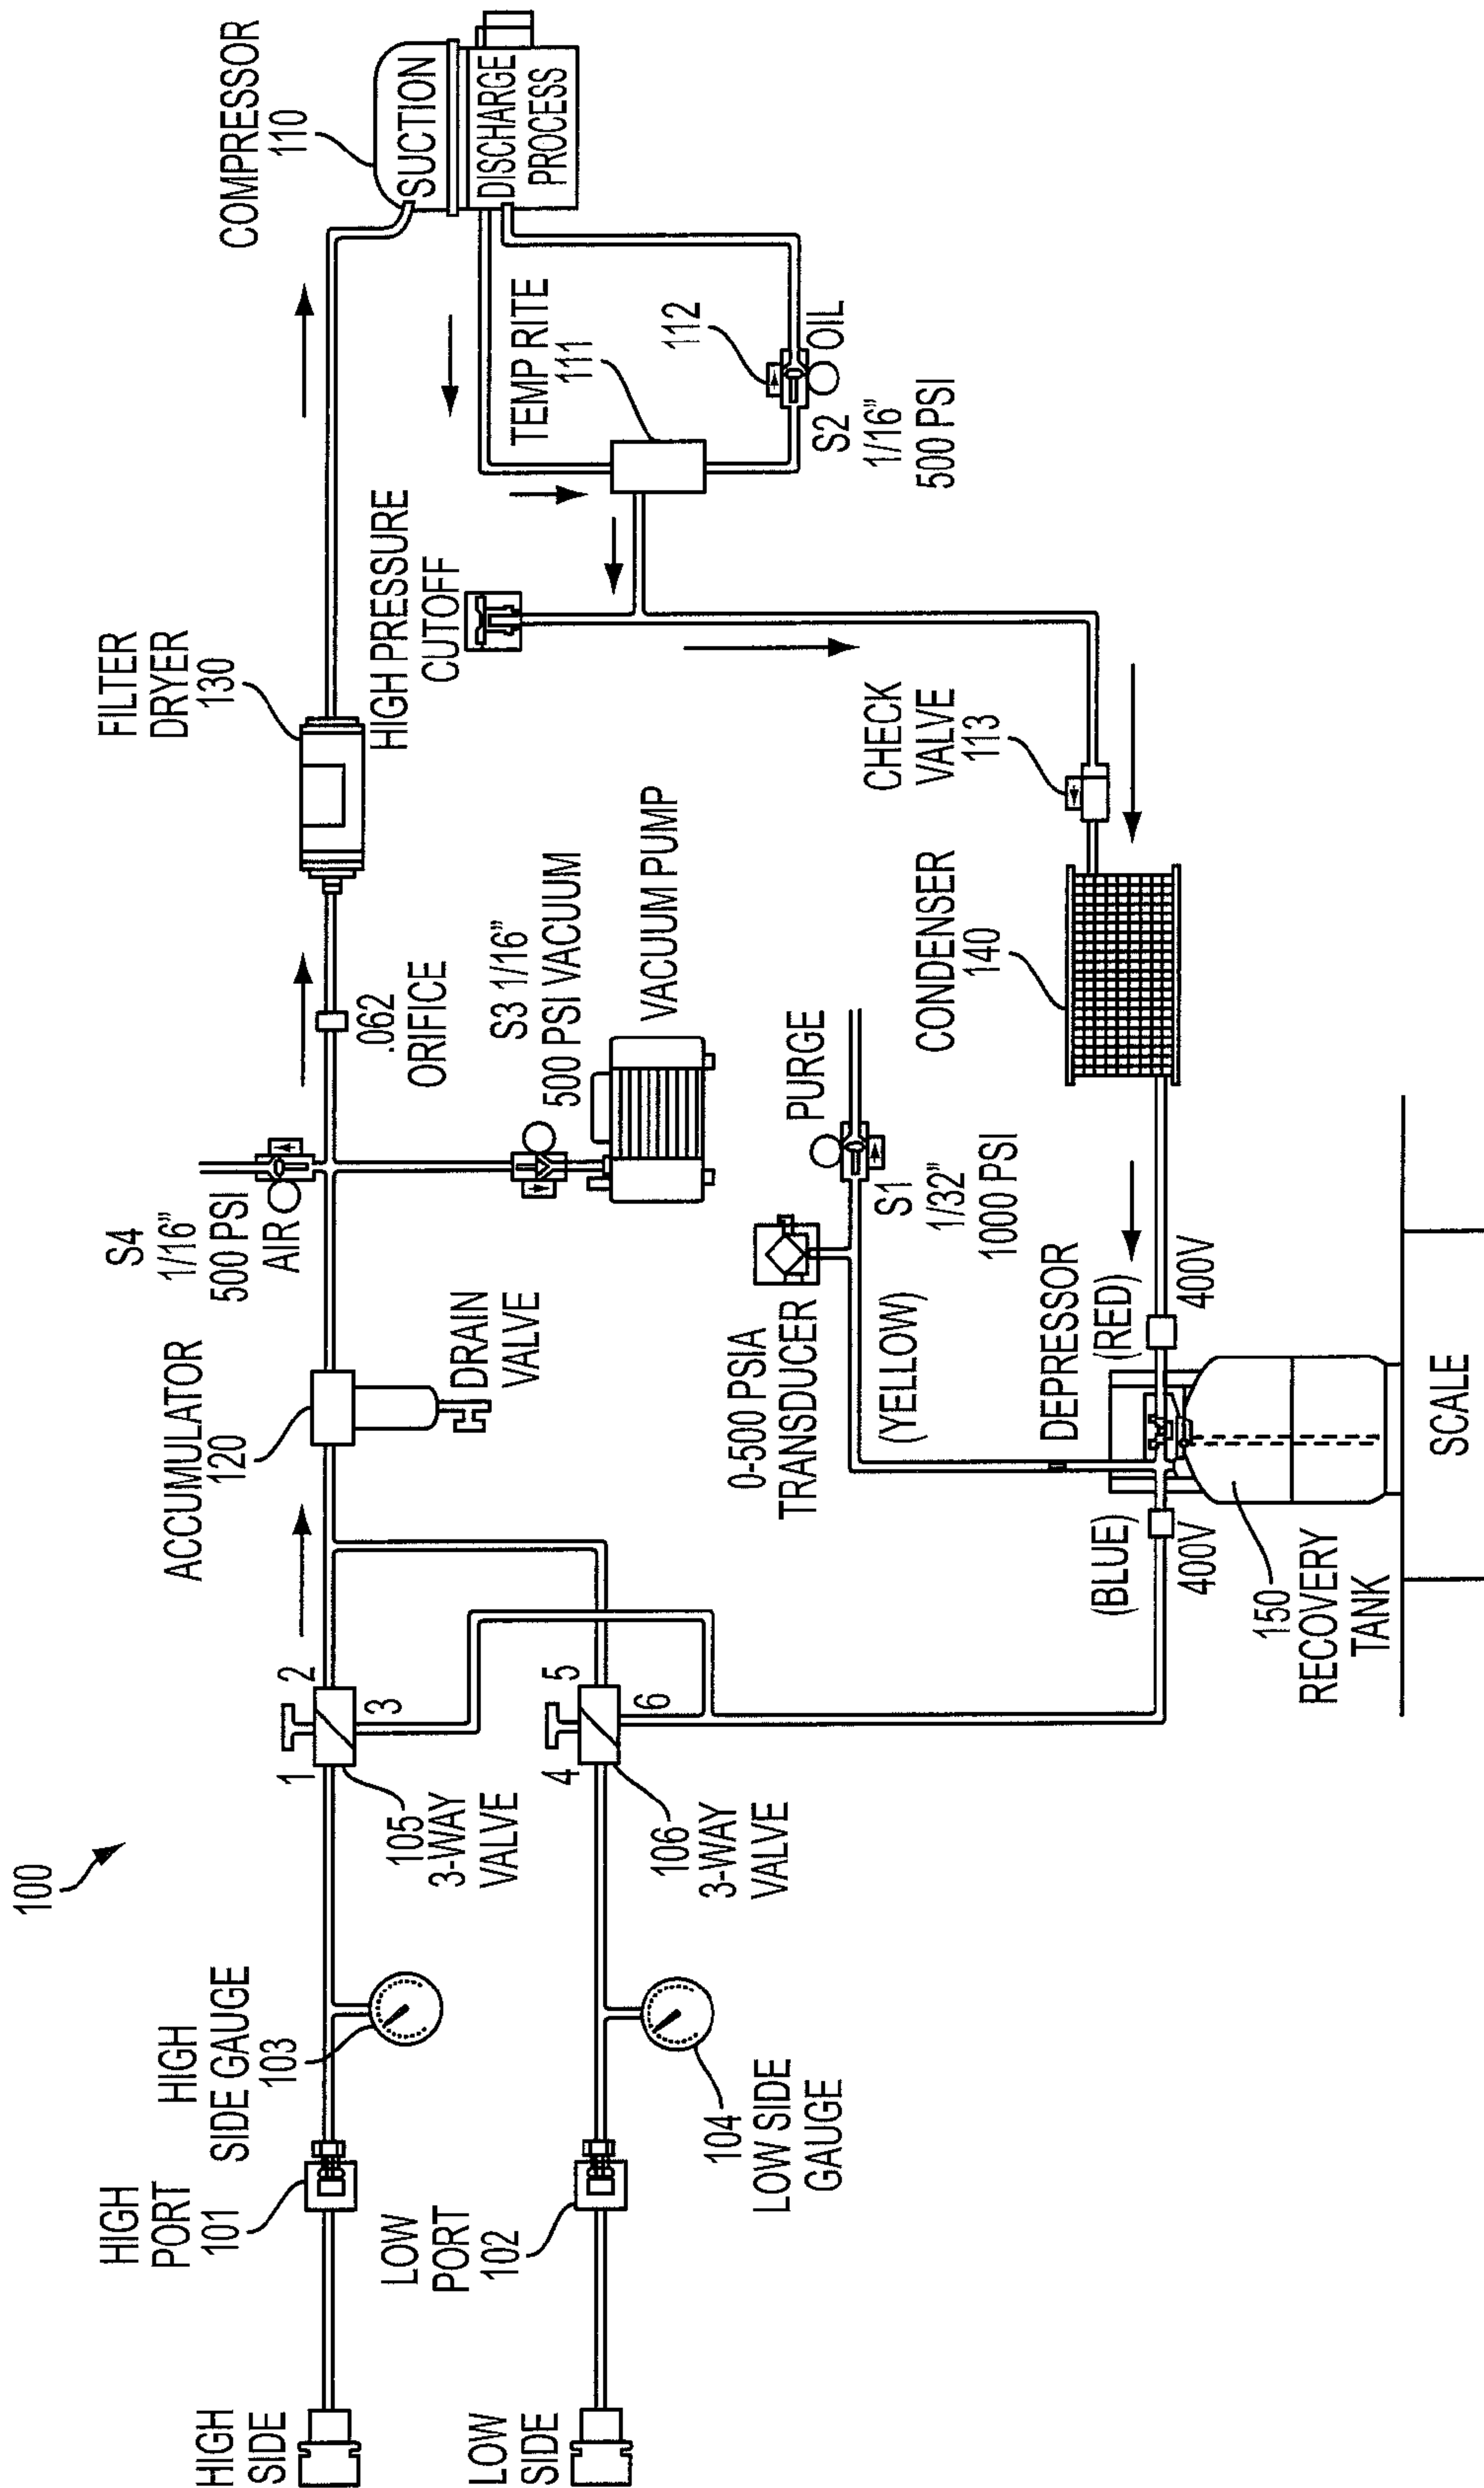 100
HIGH
SIDE
HIGH
PORT
101
HIGH
SIDE GAUGE
103
1
2
3
105
3-WAY
VALVE
ACCUMULATOR
120
DRAIN
VALVE
S4
1/16"
500 PSI
AIR
.062
ORIFICE
S3 1/16"
500 PSI VACUUM
VACUUM PUMP
FILTER
DRYER
130
HIGH PRESSURE
CUTOFF
COMPRESSOR
110
SUCTION
DISCHARGE
PROCESS
TEMP RITE
111
112
OIL
S2
1/16"
500 PSI
LOW
SIDE
LOW
PORT
102
104
LOW SIDE
GAUGE
4
5
6
106
3-WAY
VALVE
0-500 PSIA
TRANSDUCER
PURGE
S1
1/32"
1000 PSI
(YELLOW)
CHECK
VALVE
113
CONDENSER
140
DEPRESSOR
(RED)
400V
(BLUE)
400V
150
RECOVERY
TANK
SCALE